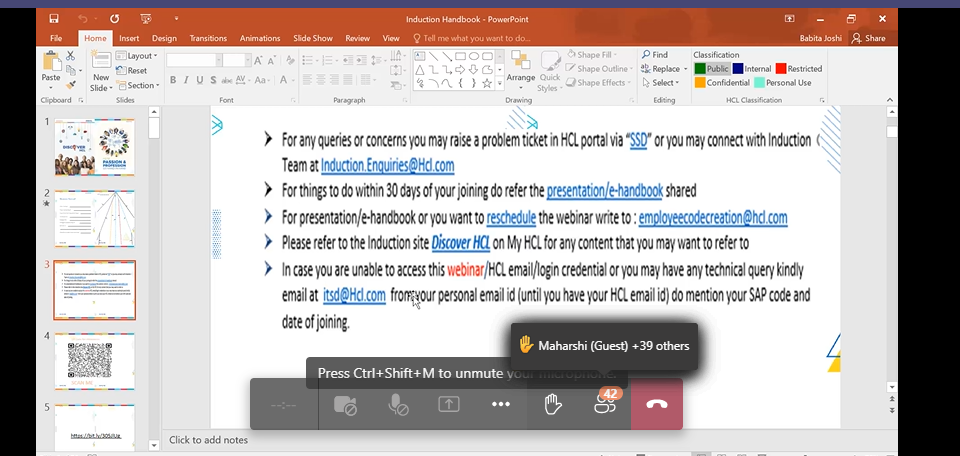 Induction Handbook - PowerPoint
File Home Insert Design Transitions Animations Slide Show Review View Tell me what you want to do... Babita Joshi Share
Paste
New
Slide
Layout
Reset
Section
B I U S abc AV Aa A
Arrange
Quick
Styles
Shape Fill
Shape Outline
Shape Effects
Find
Replace
Select
Classification
Public Internal Restricted
Confidential Personal Use
Clipboard Slides Font Paragraph Drawing Editing HCL Classification
1
2
3
4
SCAN ME
5
For any queries or concerns you may raise a problem ticket in HCL portal via “SSD” or you may connect with Induction
Team at Induction.Enquiries@Hcl.com
For things to do within 30 days of your joining do refer the presentation/e-handbook shared
For presentation/e-handbook or you want to reschedule the webinar write to : employeecodecreation@hcl.com
Please refer to the Induction site Discover HCL on My HCL for any content that you may want to refer to
In case you are unable to access this webinar/HCL email/login credential or you may have any technical query kindly
email at itsd@Hcl.com from your personal email id (until you have your HCL email id) do mention your SAP code and
date of joining.
Maharshi (Guest) +39 others
Press Ctrl+Shift+M to unmute your microphone.
--:--
42
Click to add notes